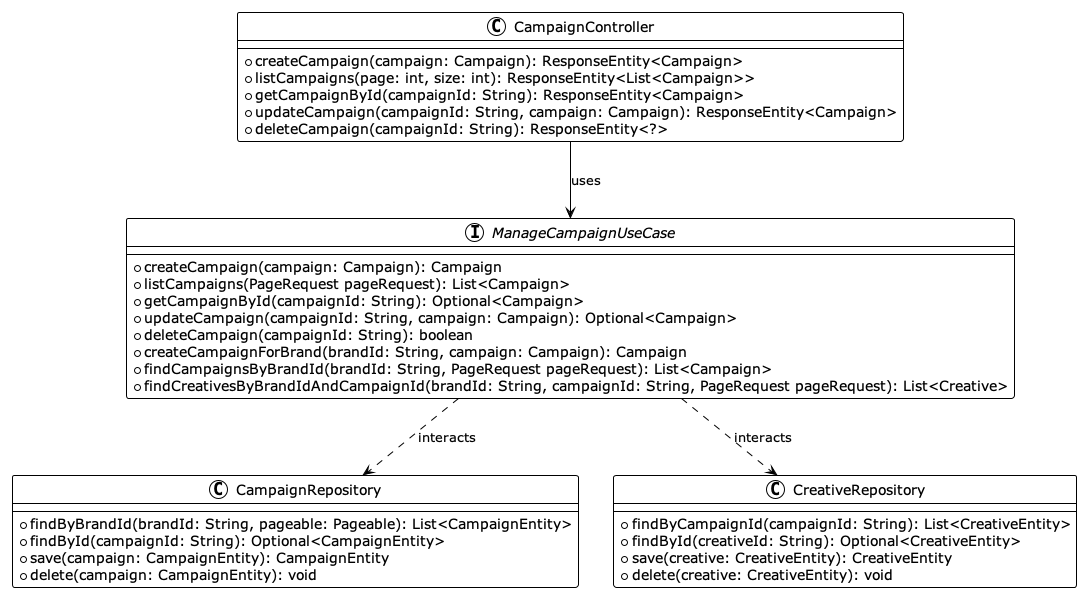 C CampaignController
createCampaign(campaign: Campaign): ResponseEntity<Campaign>
listCampaigns(page: int, size: int): ResponseEntity<List<Campaign>>
getCampaignById(campaignId: String): ResponseEntity<Campaign>
updateCampaign(campaignId: String, campaign: Campaign): ResponseEntity<Campaign>
deleteCampaign(campaignId: String): ResponseEntity<?>
uses
I ManageCampaignUseCase
createCampaign(campaign: Campaign): Campaign
listCampaigns(PageRequest pageRequest): List<Campaign>
getCampaignById(campaignId: String): Optional<Campaign>
updateCampaign(campaignId: String, campaign: Campaign): Optional<Campaign>
deleteCampaign(campaignId: String): boolean
createCampaignForBrand(brandId: String, campaign: Campaign): Campaign
findCampaignsByBrandId(brandId: String, PageRequest pageRequest): List<Campaign>
findCreativesByBrandIdAndCampaignId(brandId: String, campaignId: String, PageRequest pageRequest): List<Creative>
interacts
interacts
C CampaignRepository
findByBrandId(brandId: String, pageable: Pageable): List<CampaignEntity>
findById(campaignId: String): Optional<CampaignEntity>
save(campaign: CampaignEntity): CampaignEntity
delete(campaign: CampaignEntity): void
C CreativeRepository
findByCampaignId(campaignId: String): List<CreativeEntity>
findById(creativeId: String): Optional<CreativeEntity>
save(creative: CreativeEntity): CreativeEntity
delete(creative: CreativeEntity): void